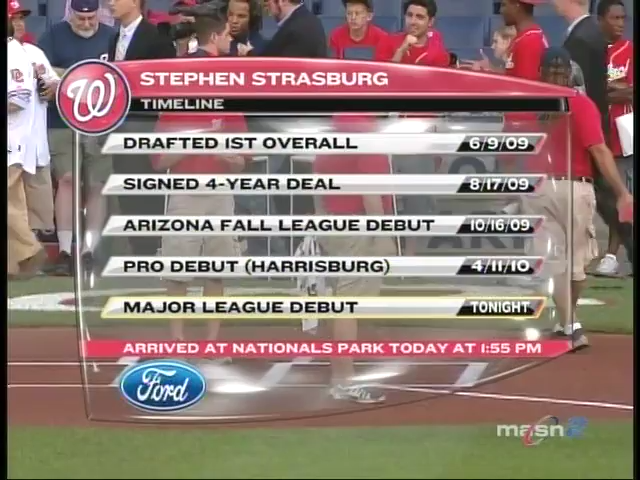 W
STEPHEN STRASBURG
TIMELINE
DRAFTED 1ST OVERALL 6/9/09
SIGNED 4-YEAR DEAL 8/17/09
ARIZONA FALL LEAGUE DEBUT 10/16/09
PRO DEBUT (HARRISBURG) 4/11/10
MAJOR LEAGUE DEBUT TONIGHT
ARRIVED AT NATIONALS PARK TODAY AT 1:55 PM
Ford
masn2